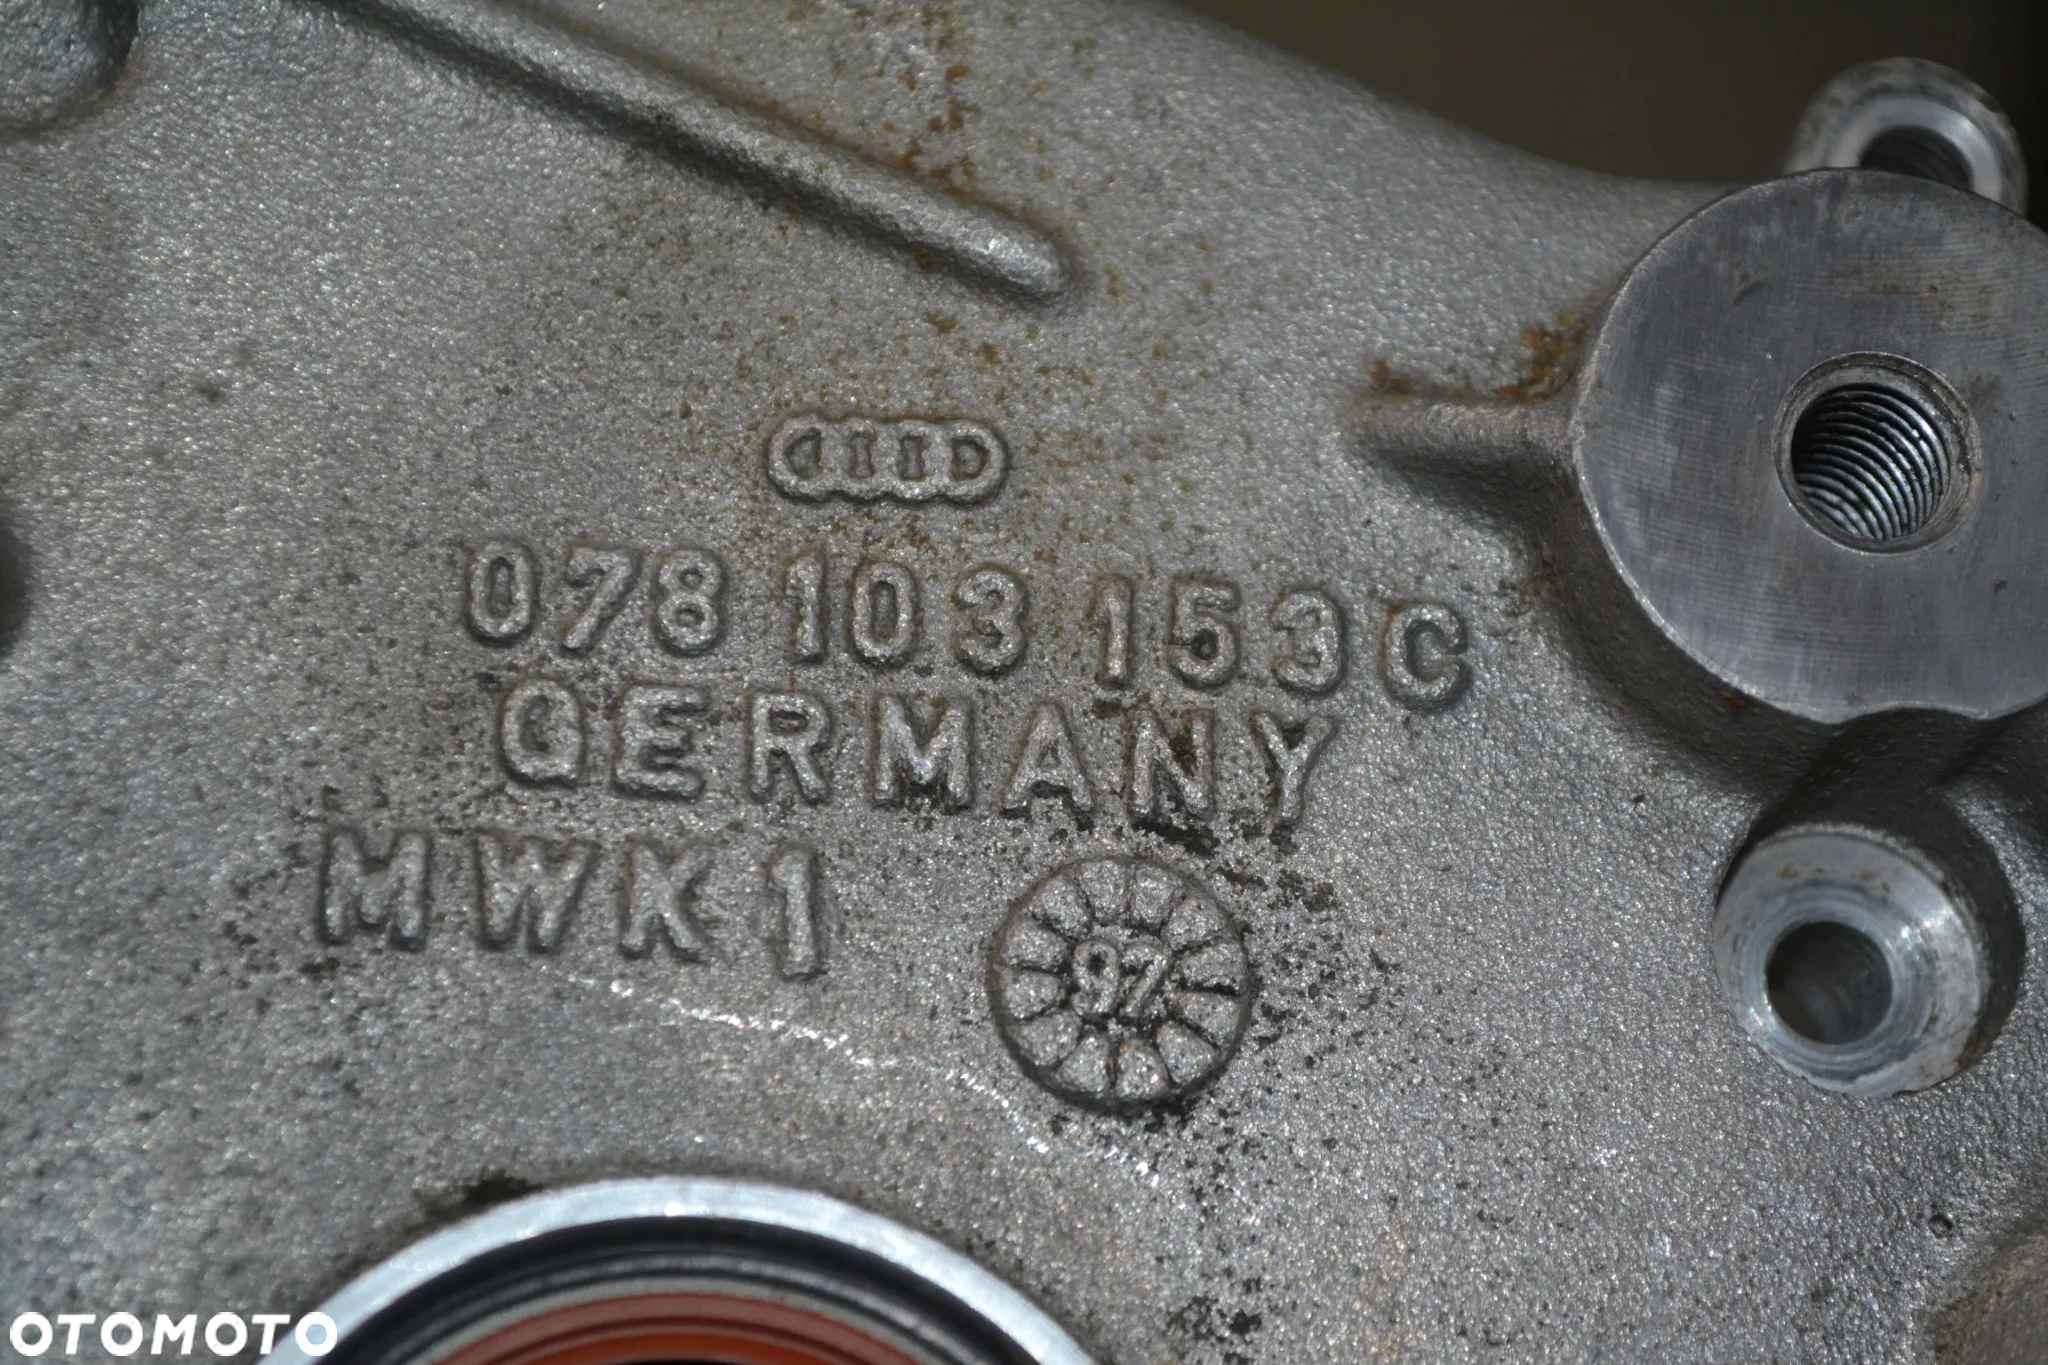 078 103 153C
GERMANY
MWK1
97
OTOMOTO